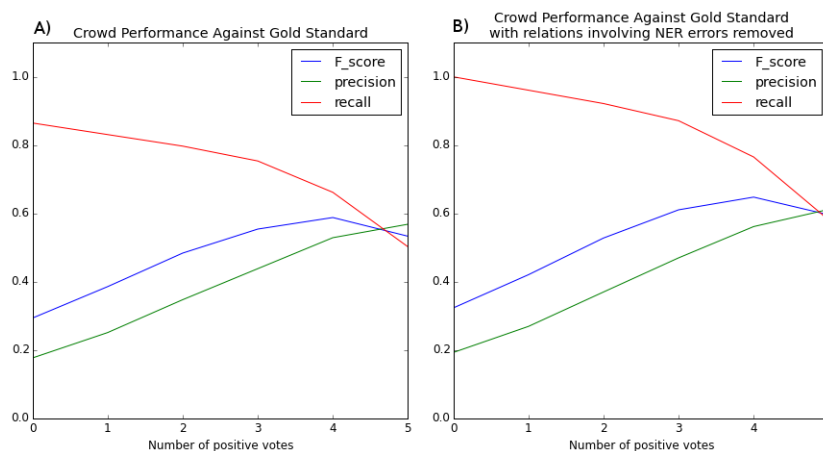 A)
Crowd Performance Against Gold Standard
F_score
precision
recall
1.0
0.8
0.6
0.4
0.2
0.0
0 1 2 3 4 5
Number of positive votes
B)
Crowd Performance Against Gold Standard
with relations involving NER errors removed
F_score
precision
recall
1.0
0.8
0.6
0.4
0.2
0.0
0 1 2 3 4
Number of positive votes